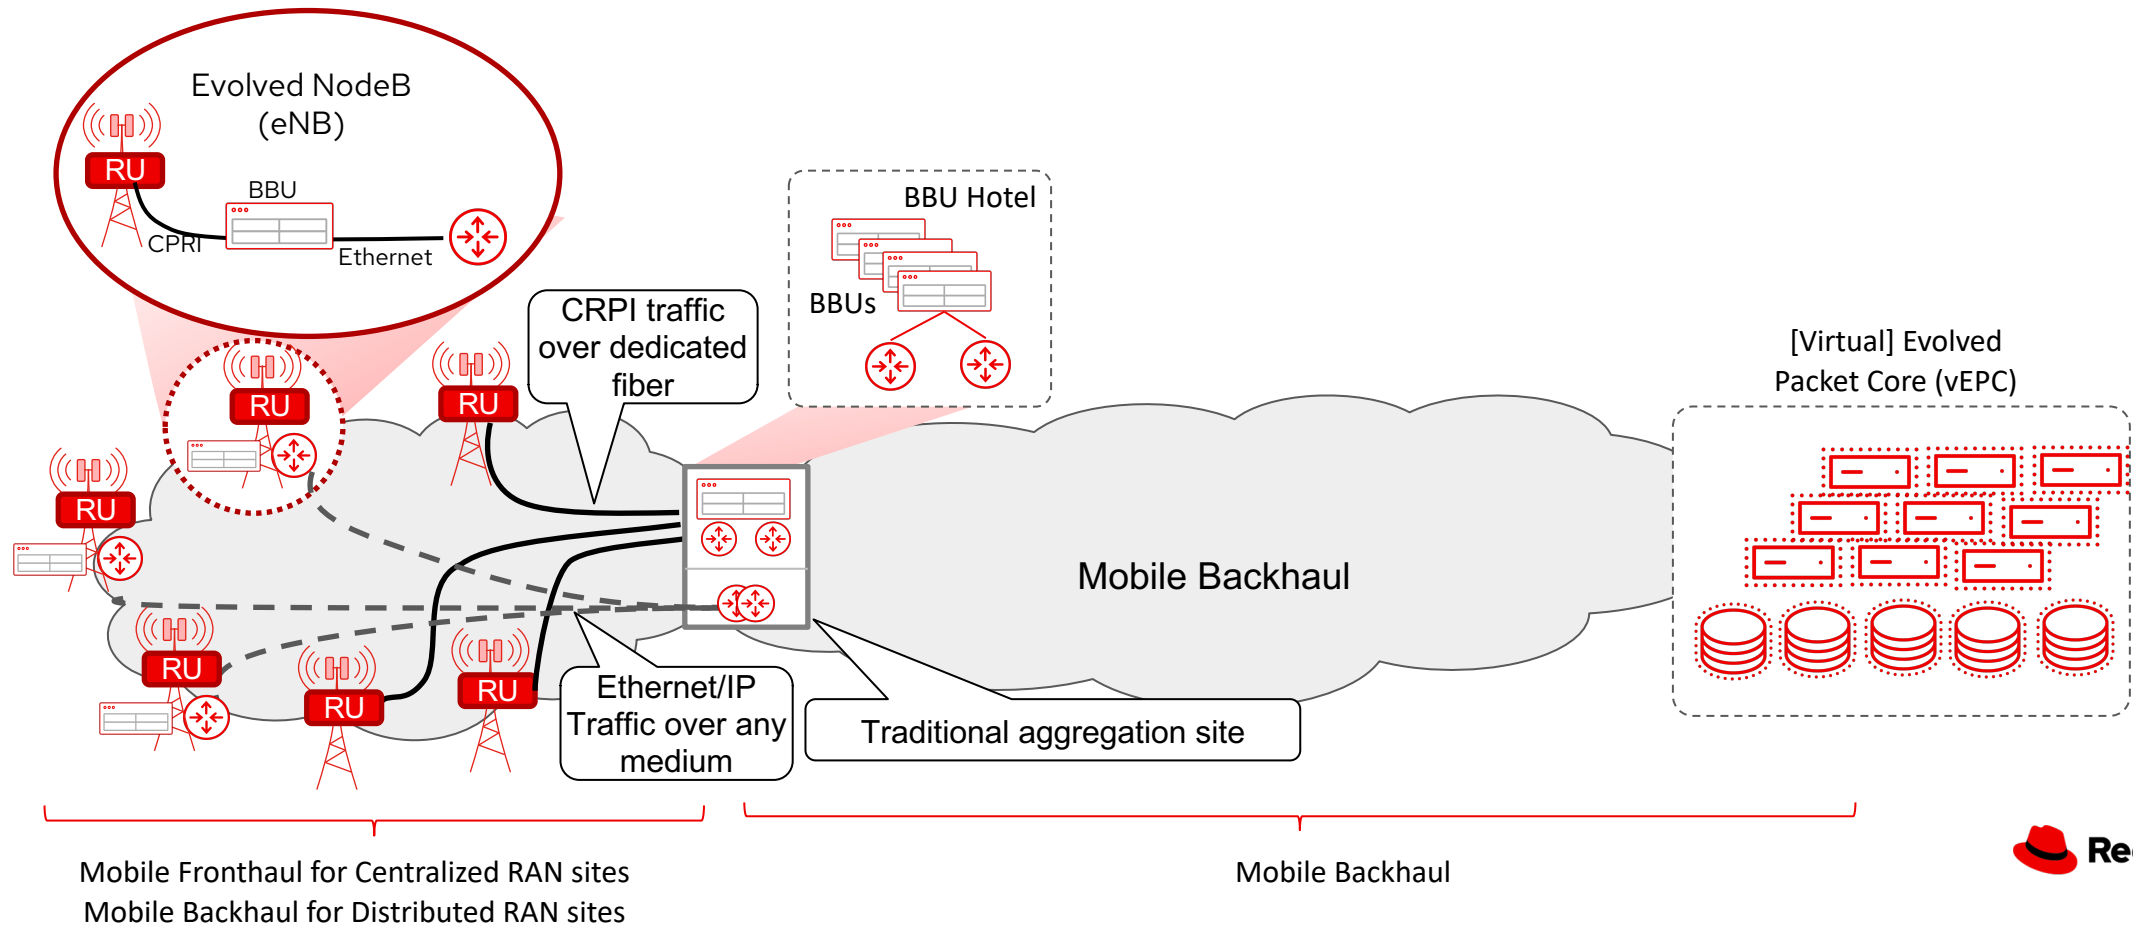 Evolved NodeB
(eNB)
RU
BBU
CPRI
Ethernet
BBU Hotel
BBUs
CRPI traffic
over dedicated
fiber
[Virtual] Evolved
Packet Core (vEPC)
RU
RU
RU
Mobile Backhaul
RU
RU
RU
Ethernet/IP
Traffic over any
medium
Traditional aggregation site
Mobile Fronthaul for Centralized RAN sites
Mobile Backhaul for Distributed RAN sites
Mobile Backhaul